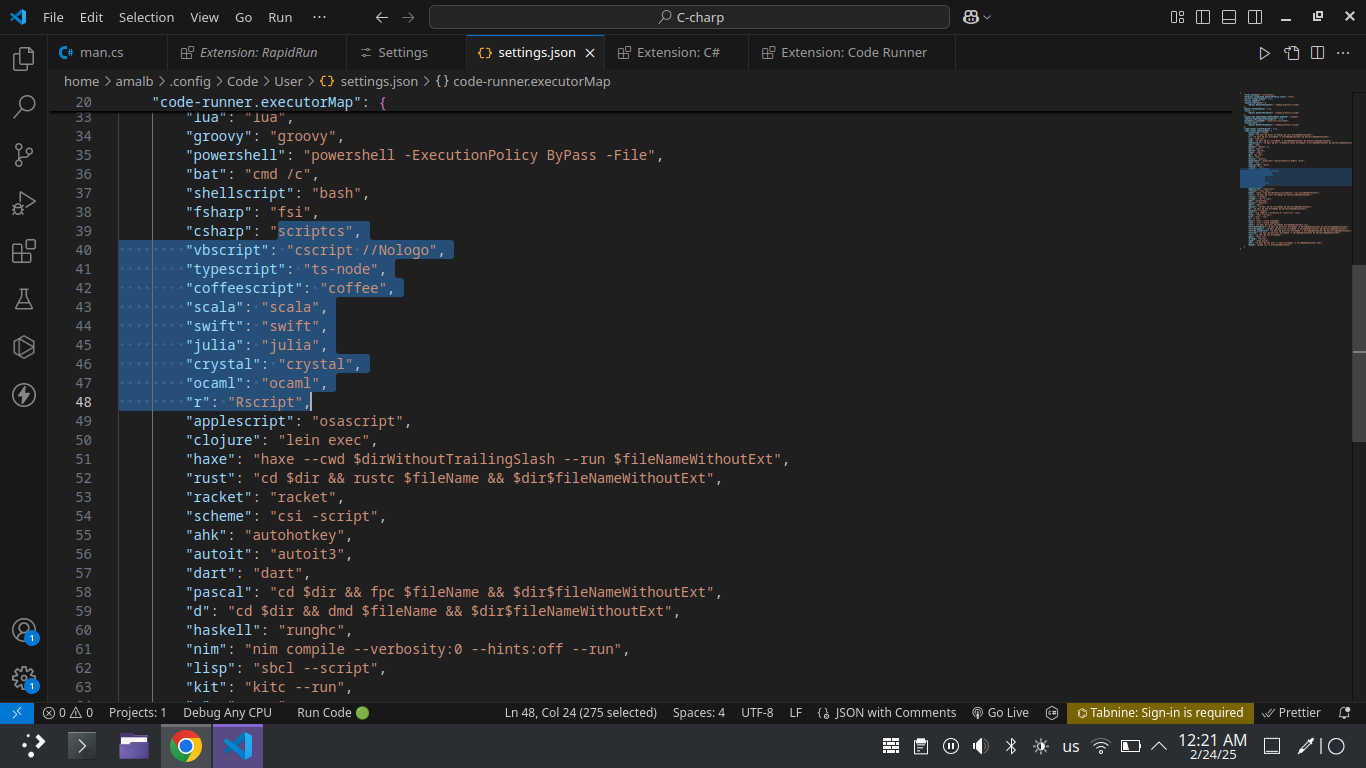 File Edit Selection View Go Run ··· C-charp
man.cs Extension: RapidRun Settings settings.json Extension: C# Extension: Code Runner
home > amalb > .config > Code > User > {} settings.json > {} code-runner.executorMap
20 "code-runner.executorMap": {
33 "lua": "lua",
34 "groovy": "groovy",
35 "powershell": "powershell -ExecutionPolicy ByPass -File",
36 "bat": "cmd /c",
37 "shellscript": "bash",
38 "fsharp": "fsi",
39 "csharp": "scriptcs",
40 "vbscript": "cscript //Nologo",
41 "typescript": "ts-node",
42 "coffeescript": "coffee",
43 "scala": "scala",
44 "swift": "swift",
45 "julia": "julia",
46 "crystal": "crystal",
47 "ocaml": "ocaml",
48 "r": "Rscript",
49 "applescript": "osascript",
50 "clojure": "lein exec",
51 "haxe": "haxe --cwd $dirWithoutTrailingSlash --run $fileNameWithoutExt",
52 "rust": "cd $dir && rustc $fileName && $dir$fileNameWithoutExt",
53 "racket": "racket",
54 "scheme": "csi -script",
55 "ahk": "autohotkey",
56 "autoit": "autoit3",
57 "dart": "dart",
58 "pascal": "cd $dir && fpc $fileName && $dir$fileNameWithoutExt",
59 "d": "cd $dir && dmd $fileName && $dir$fileNameWithoutExt",
60 "haskell": "runghc",
61 "nim": "nim compile --verbosity:0 --hints:off --run",
62 "lisp": "sbcl --script",
63 "kit": "kitc --run",
1
1
0 0 Projects: 1 Debug Any CPU Run Code Ln 48, Col 24 (275 selected) Spaces: 4 UTF-8 LF JSON with Comments Go Live Tabnine: Sign-in is required Prettier
us 12:21 AM
2/24/25